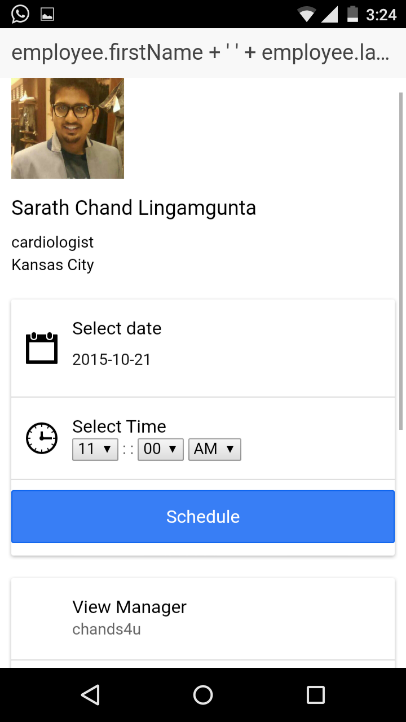 3:24
employee.firstName + ' ' + employee.la...
Sarath Chand Lingamgunta
cardiologist
Kansas City
Select date
2015-10-21
Select Time
11 : : 00 AM
Schedule
View Manager
chands4u